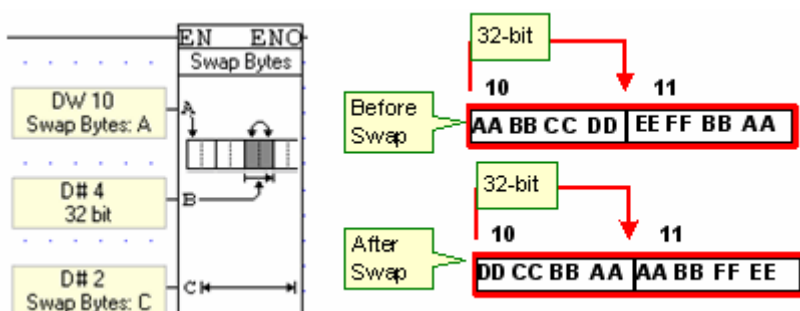 EN ENO
Swap Bytes
DW 10
Swap Bytes: A
A
D# 4
32 bit
B
D# 2
Swap Bytes: C
C
32-bit
10 11
Before
Swap
AA BB CC DD EE FF BB AA
32-bit
10 11
After
Swap
DD CC BB AA AA BB FF EE